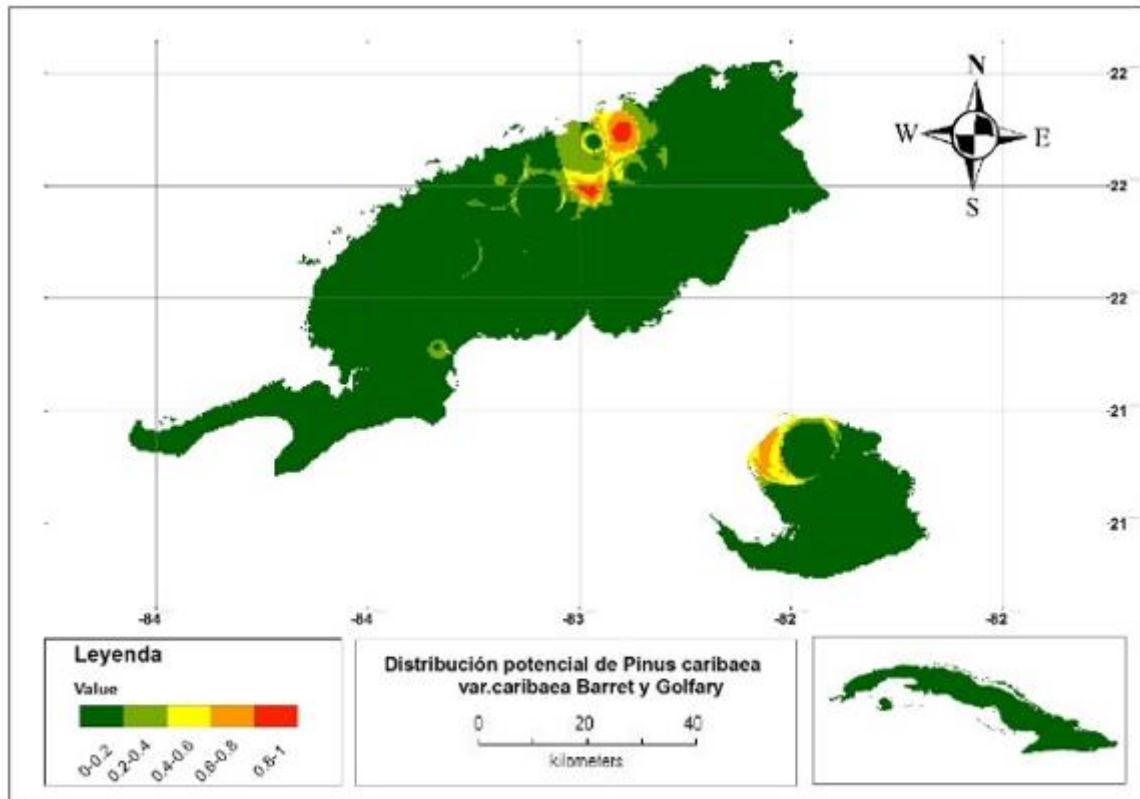 N
W E
S
22
22
22
21
21
-84 -84 -83 -82 -82
Leyenda
Value
0-0.2 0.2-0.4 0.4-0.6 0.6-0.8 0.8-1
Distribución potencial de Pinus caribaea
var.caribaea Barret y Golfary
0 20 40
kilometers